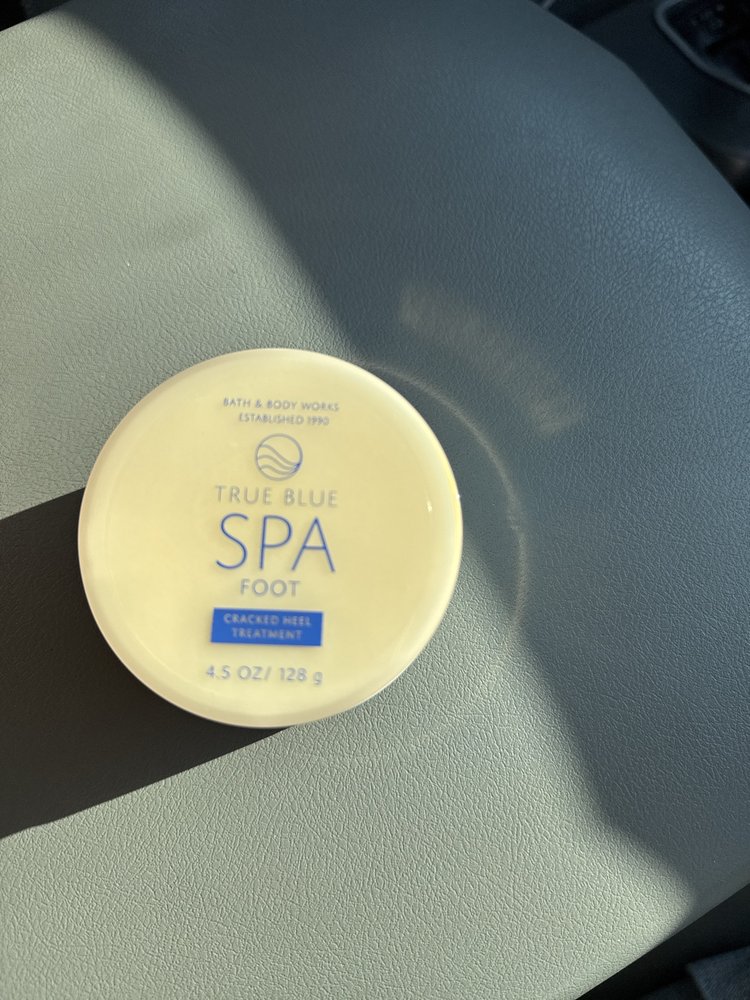 BATH & BODY WORKS
ESTABLISHED 1990
TRUE BLUE
SPA
FOOT
CRACKED HEEL
TREATMENT
4.5 OZ/ 128 g